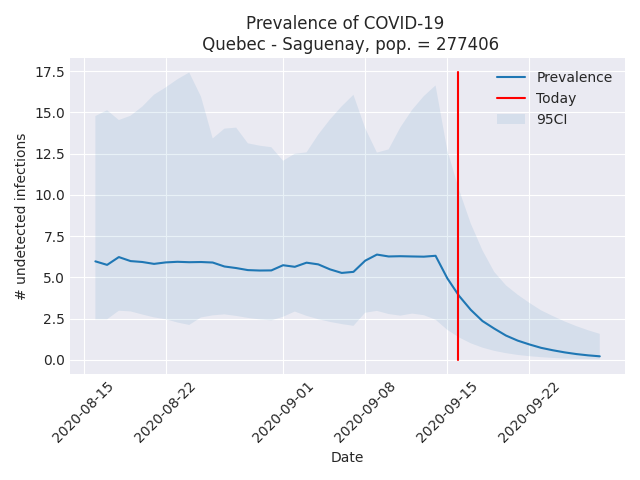 Prevalence of COVID-19
Quebec - Saguenay, pop. = 277406
Prevalence
Today
95CI
# undetected infections
17.5
15.0
12.5
10.0
7.5
5.0
2.5
0.0
2020-08-15
2020-08-22
2020-09-01
2020-09-08
2020-09-15
2020-09-22
Date